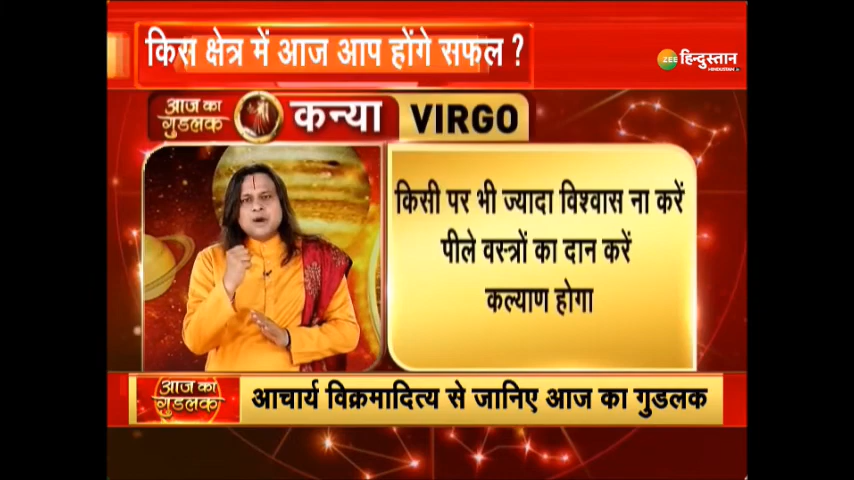 किस क्षेत्र में आज आप होंगे सफल ?
ZEE हिन्दुस्तान
HINDUSTAN
आज का
गुडलक
कन्या
VIRGO
किसी पर भी ज्यादा विश्वास ना करें
पीले वस्त्रों का दान करें
कल्याण होगा
आज का
गुडलक
आचार्य विक्रमादित्य से जानिए आज का गुडलक